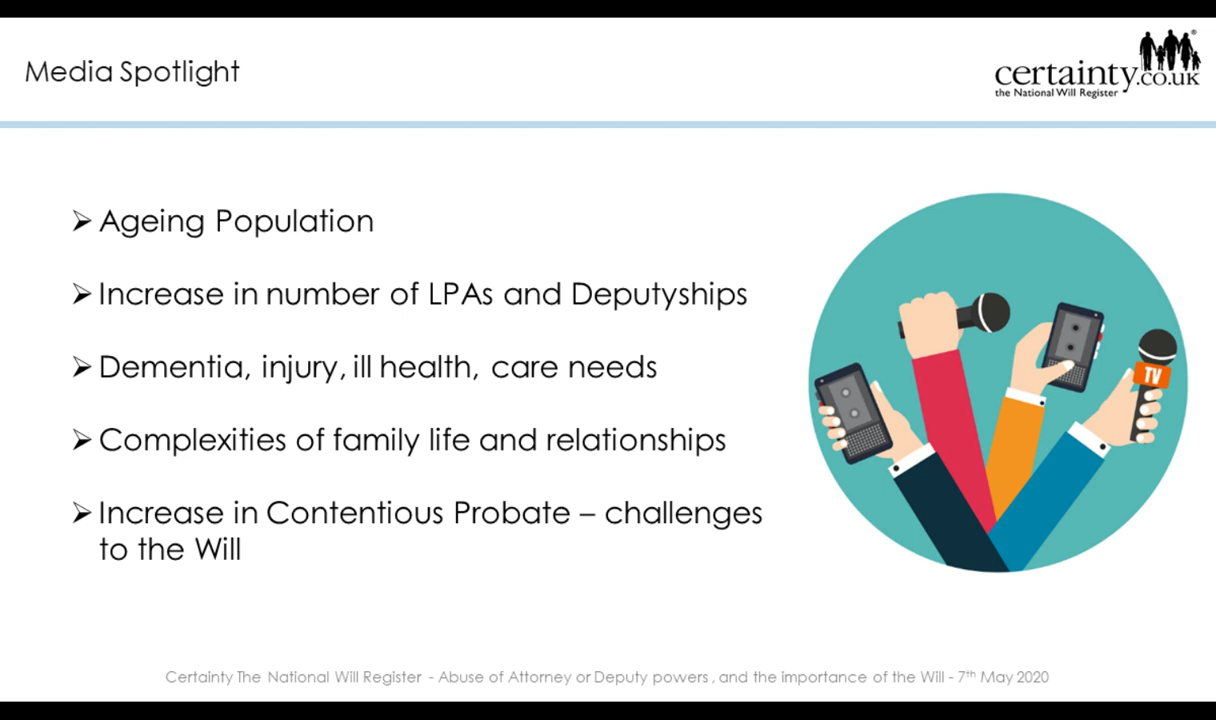 Media Spotlight
certainty.co.uk®
the National Will Register
➢ Ageing Population
➢ Increase in number of LPAs and Deputyships
➢ Dementia, injury, ill health, care needs
➢ Complexities of family life and relationships
➢ Increase in Contentious Probate – challenges
to the Will
TV
Certainty The National Will Register - Abuse of Attorney or Deputy powers, and the importance of the Will - 7th May 2020